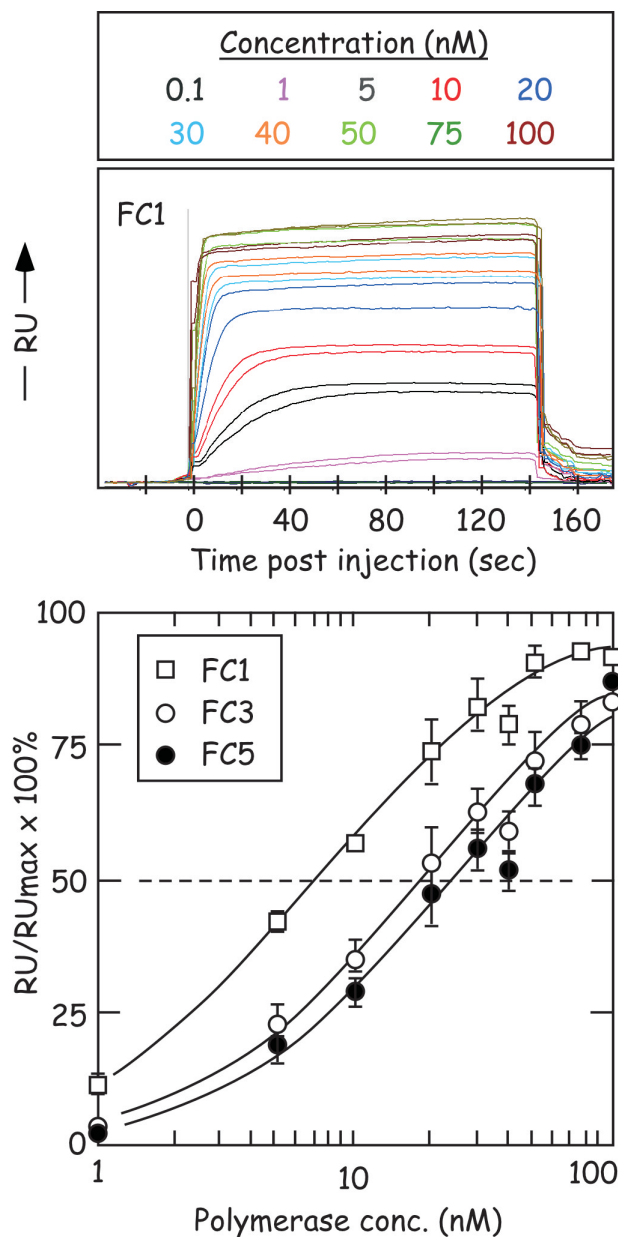 Concentration (nM)
0.1 1 5 10 20
30 40 50 75 100
FC1
RU
0 40 80 120 160
Time post injection (sec)
100
75
50
25
0
FC1
FC3
FC5
RU/RUmax x 100%
1 10 100
Polymerase conc. (nM)